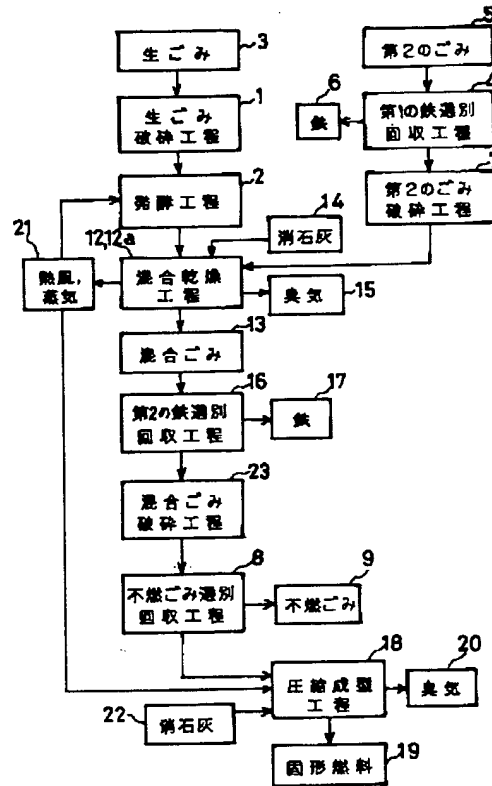 3
生ごみ
5
第2のごみ
1
生ごみ
破砕工程
6
鉄
第1の鉄選別
回収工程
2
発酵工程
第2のごみ
破砕工程
14
消石灰
21
熱風,
蒸気
12,12a
混合乾燥
工程
臭気
15
混合ごみ
13
第2の鉄選別
回収工程
16
鉄
17
23
混合ごみ
破砕工程
8
不燃ごみ選別
回収工程
9
不燃ごみ
18
圧縮成型
工程
20
臭気
22
消石灰
固形燃料
19